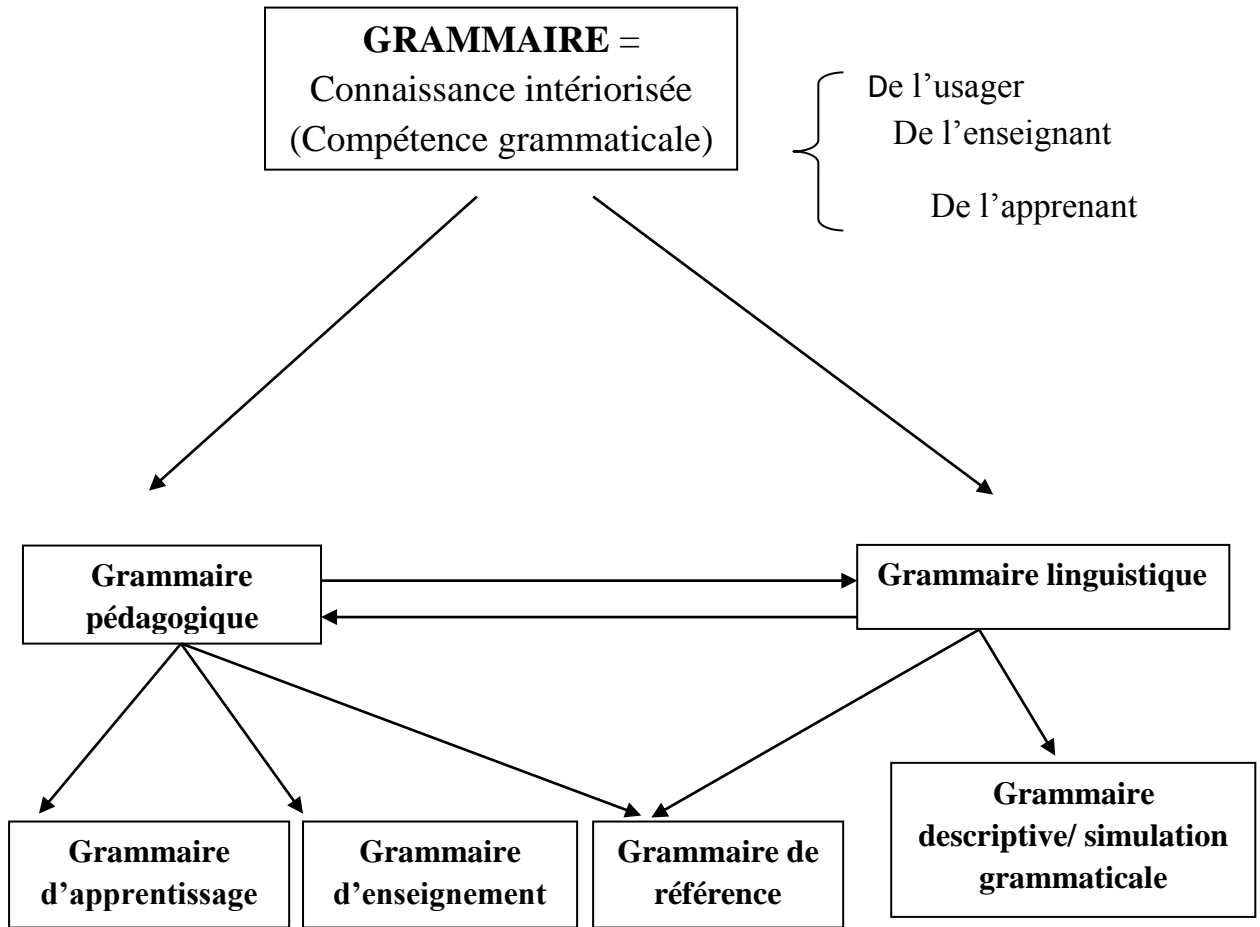 GRAMMAIRE =
Connaissance intériorisée
(Compétence grammaticale)
De l’usager
De l’enseignant
De l’apprenant
Grammaire
pédagogique
Grammaire linguistique
Grammaire
d’apprentissage
Grammaire
d’enseignement
Grammaire de
référence
Grammaire
descriptive/ simulation
grammaticale